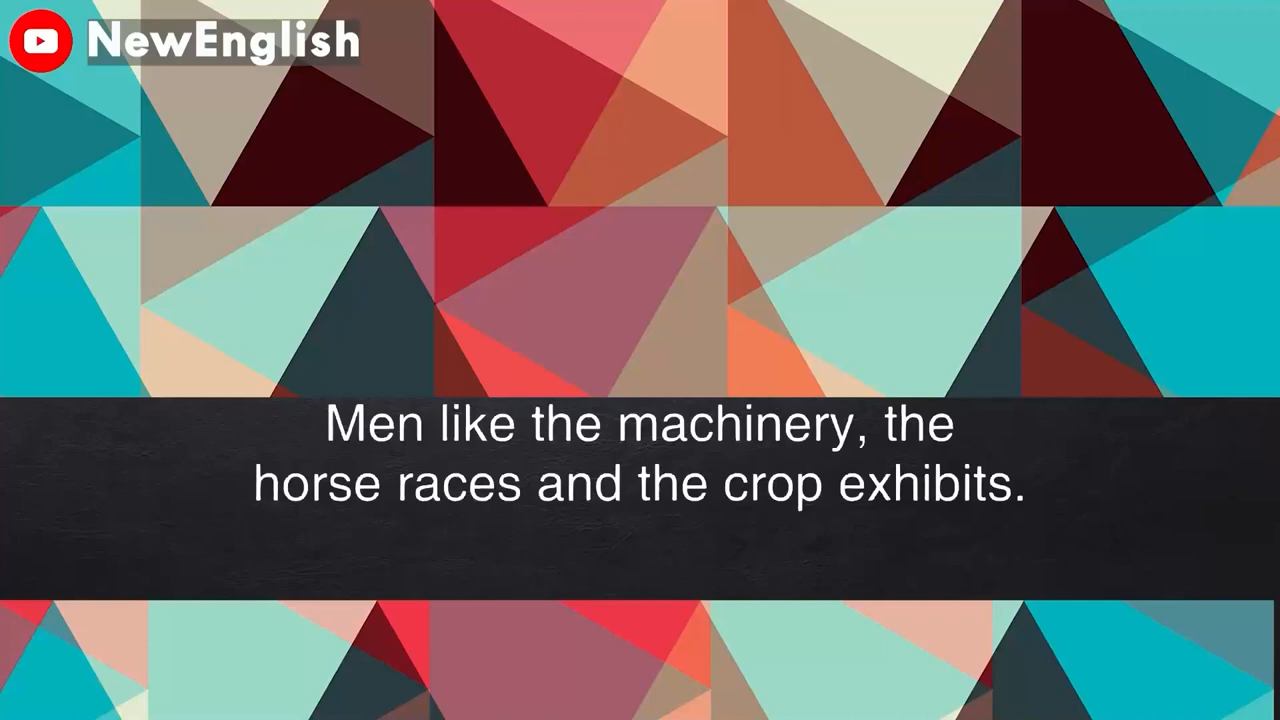 NewEnglish
Men like the machinery, the
horse races and the crop exhibits.